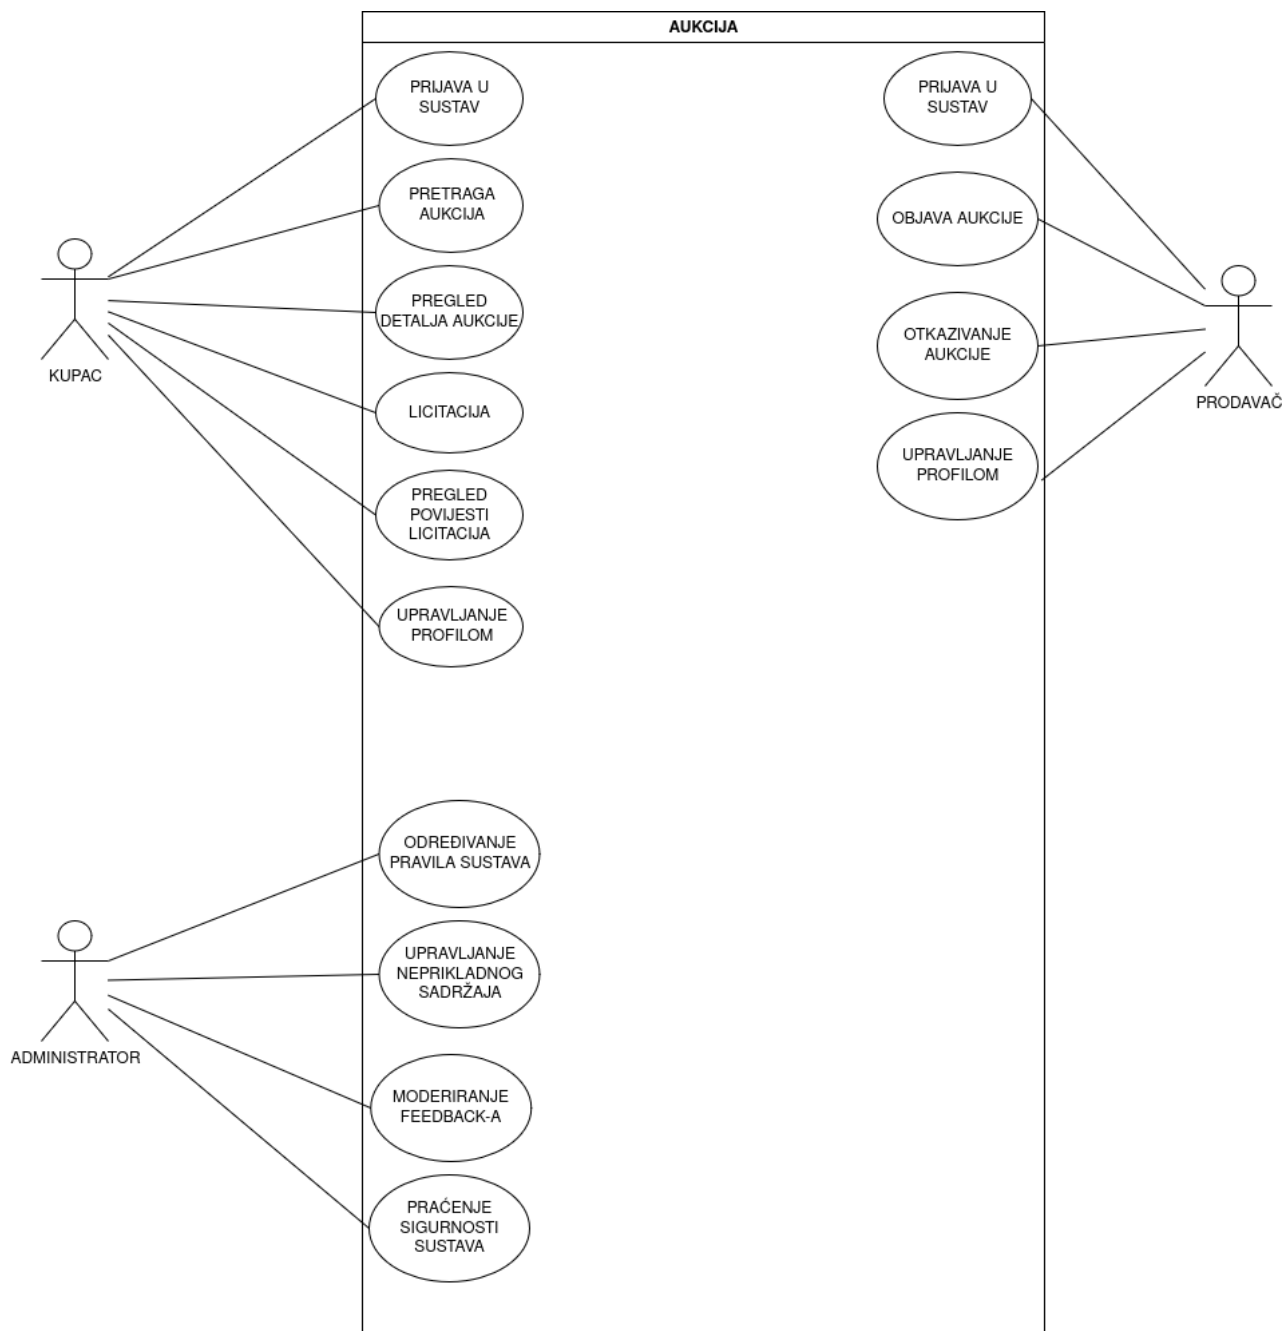 AUKCIJA
PRIJAVA U
SUSTAV
PRETRAGA
AUKCIJA
PREGLED
DETALJA AUKCIJE
LICITACIJA
PREGLED
POVIJESTI
LICITACIJA
UPRAVLJANJE
PROFILOM
KUPAC
PRIJAVA U
SUSTAV
OBJAVA AUKCIJE
OTKAZIVANJE
AUKCIJE
UPRAVLJANJE
PROFILOM
PRODAVAČ
ODREĐIVANJE
PRAVILA SUSTAVA
UPRAVLJANJE
NEPRIKLADNOG
SADRŽAJA
MODERIRANJE
FEEDBACK-A
PRAĆENJE
SIGURNOSTI
SUSTAVA
ADMINISTRATOR